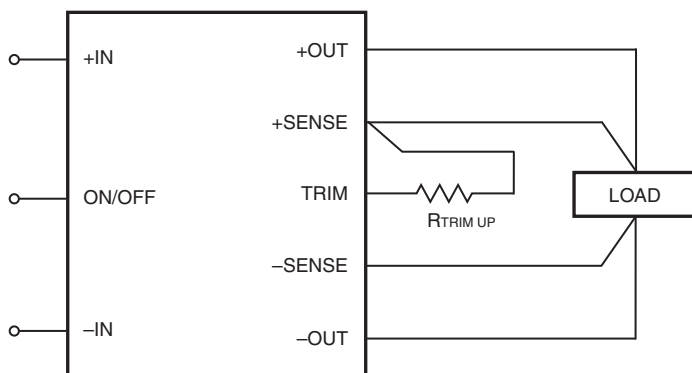 +IN
+OUT
+SENSE
ON/OFF
TRIM
RTRIM UP
LOAD
–SENSE
–IN
–OUT